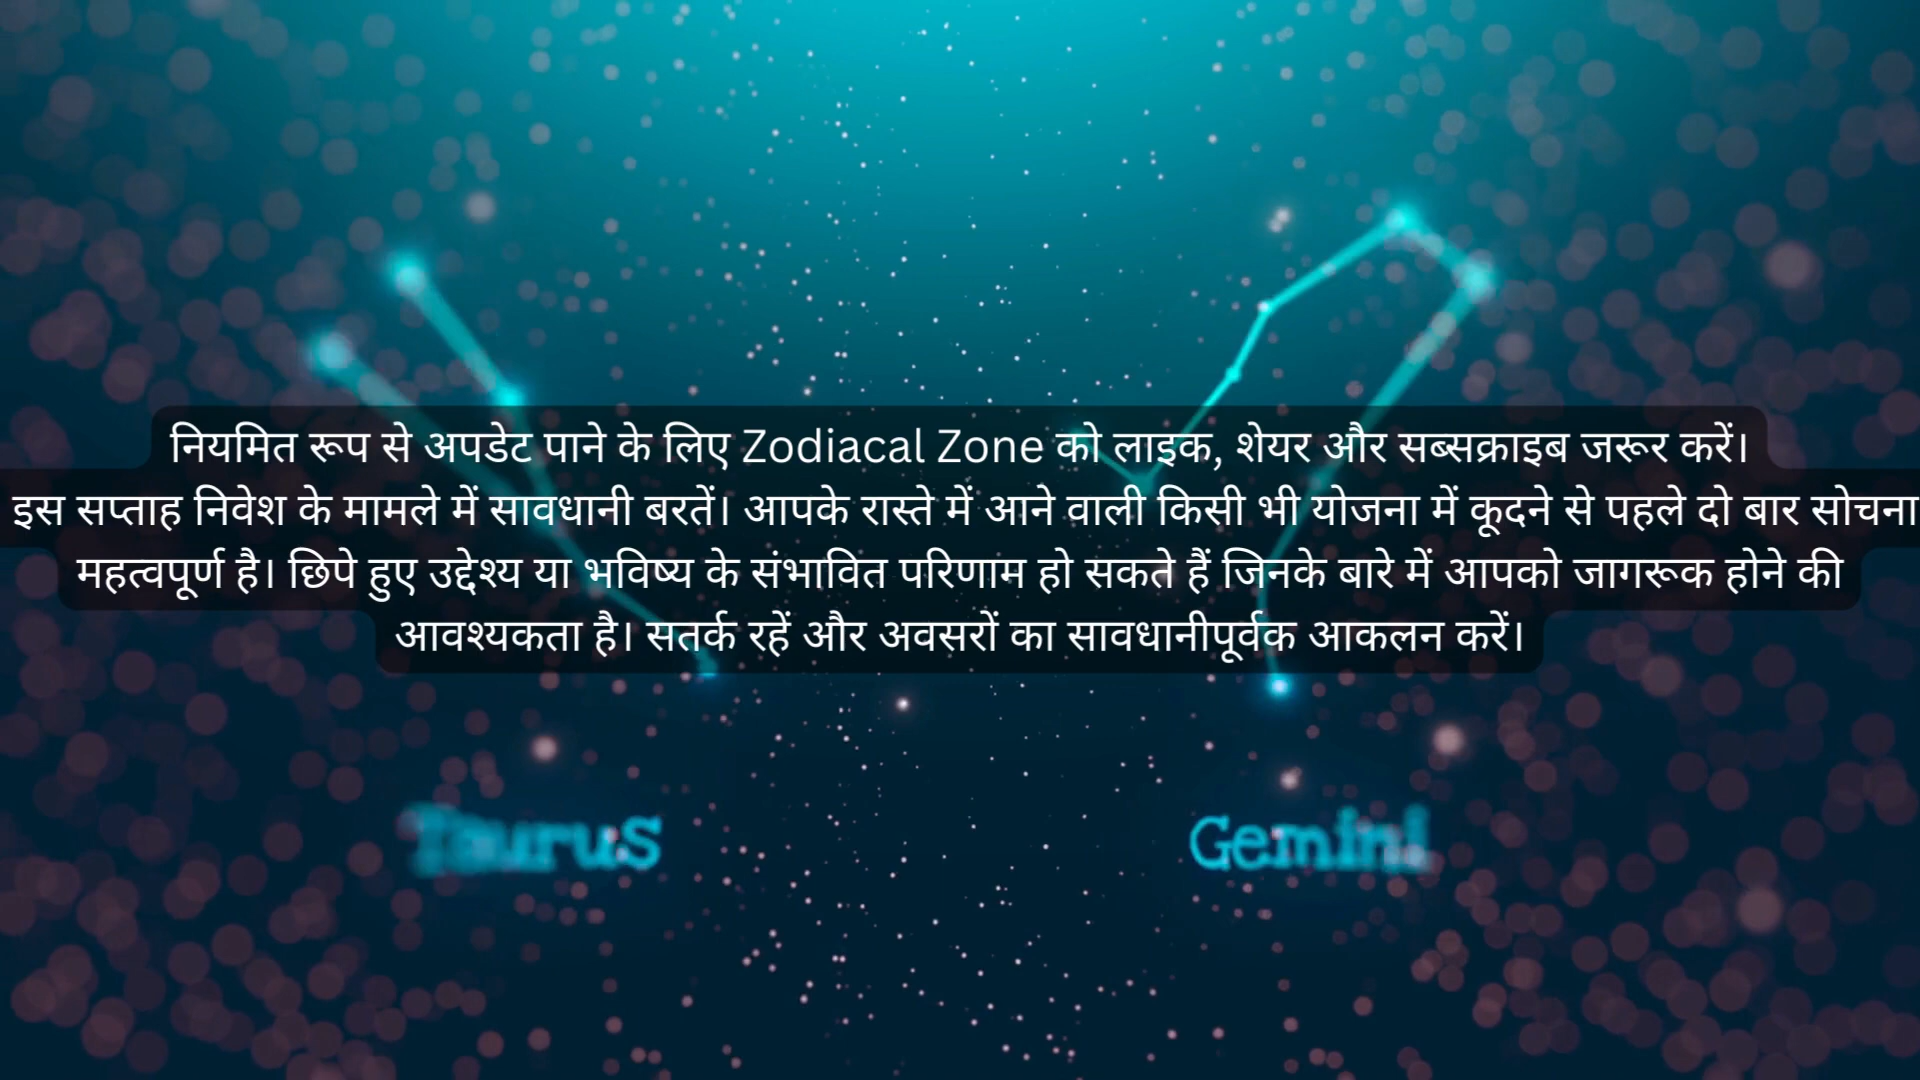 नियमित रूप से अपडेट पाने के लिए Zodiacal Zone को लाइक, शेयर और सब्सक्राइब जरूर करें।
इस सप्ताह निवेश के मामले में सावधानी बरतें। आपके रास्ते में आने वाली किसी भी योजना में कूदने से पहले दो बार सोचना
महत्वपूर्ण है। छिपे हुए उद्देश्य या भविष्य के संभावित परिणाम हो सकते हैं जिनके बारे में आपको जागरूक होने की
आवश्यकता है। सतर्क रहें और अवसरों का सावधानीपूर्वक आकलन करें।
Taurus
Gemini